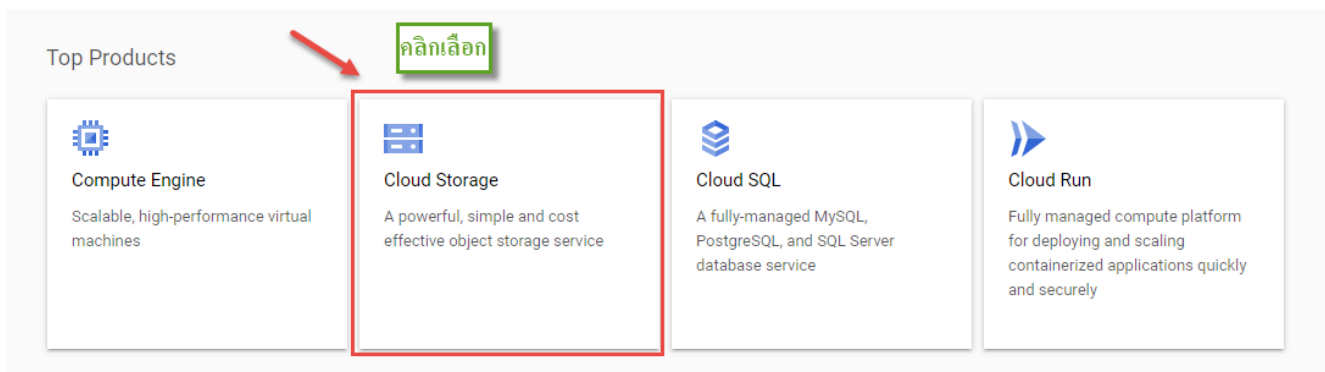 คลิกเลือก
Top Products
Compute Engine
Scalable, high-performance virtual
machines
Cloud Storage
A powerful, simple and cost
effective object storage service
Cloud SQL
A fully-managed MySQL,
PostgreSQL, and SQL Server
database service
Cloud Run
Fully managed compute platform
for deploying and scaling
containerized applications quickly
and securely